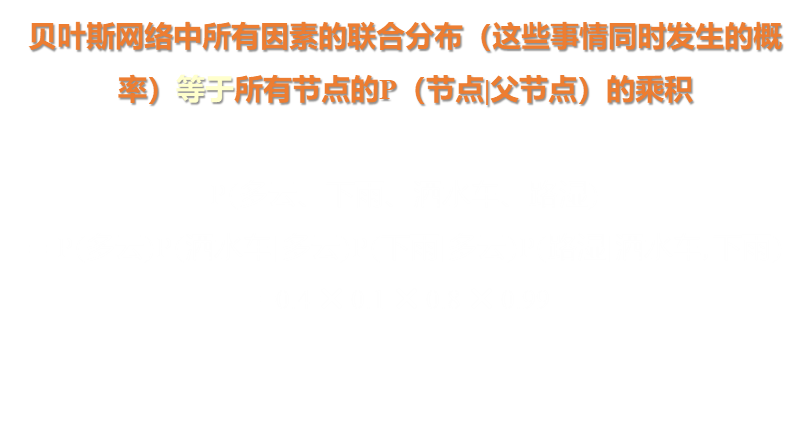 贝叶斯网络中所有因素的联合分布（这些事情同时发生的概
率）等于所有节点的P（节点|父节点）的乘积